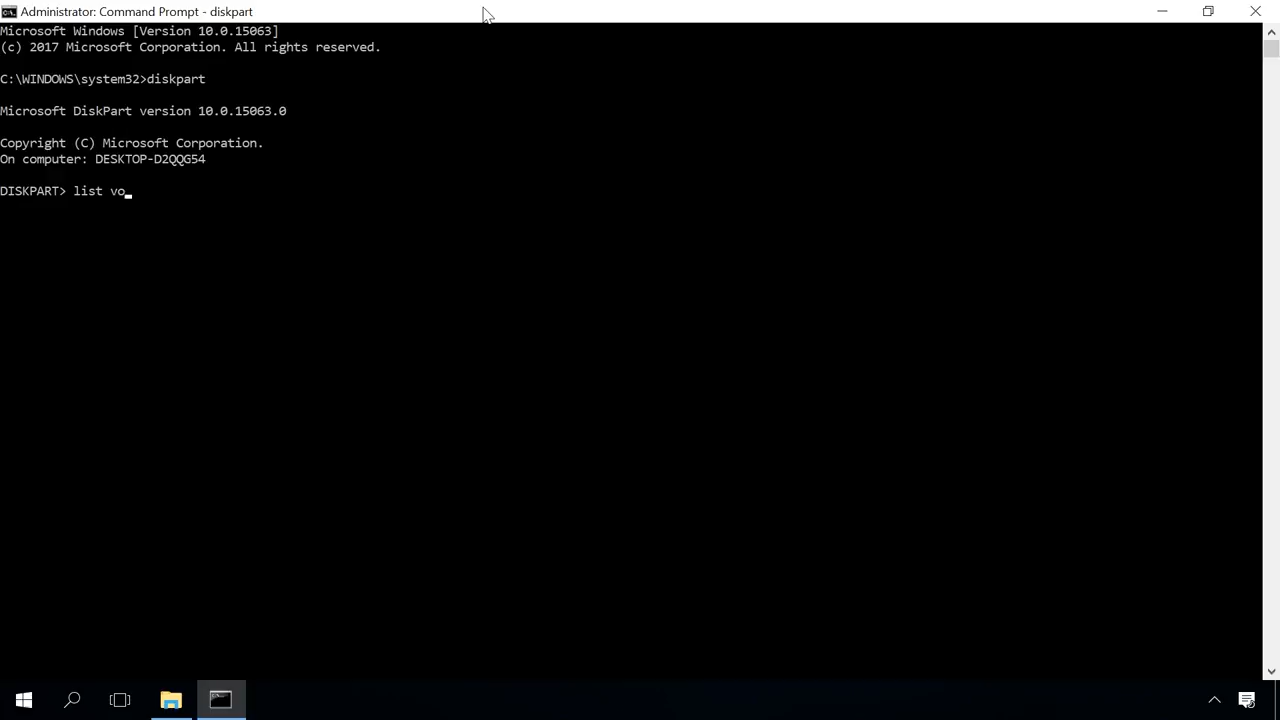 Administrator: Command Prompt - diskpart
Microsoft Windows [Version 10.0.15063]
(c) 2017 Microsoft Corporation. All rights reserved.
C:\WINDOWS\system32>diskpart
Microsoft DiskPart version 10.0.15063.0
Copyright (C) Microsoft Corporation.
On computer: DESKTOP-D2QQG54
DISKPART> list vo